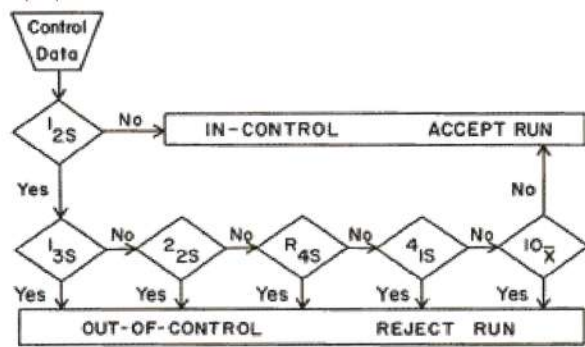 Control
Data
1 2S
No
IN-CONTROL ACCEPT RUN
Yes
No
1 3S
No
2 2S
No
R 4S
No
4 1S
No
10 x̄
Yes
Yes
Yes
Yes
Yes
OUT-OF-CONTROL REJECT RUN